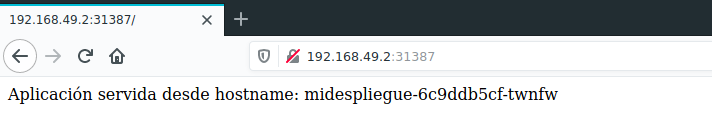 192.168.49.2:31387/
192.168.49.2:31387
Aplicación servida desde hostname: midespliegue-6c9ddb5cf-twnfw